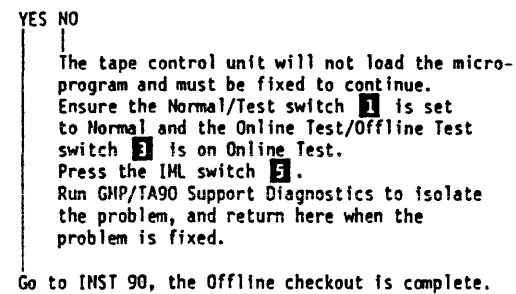 YES NO
The tape control unit will not load the micro-
program and must be fixed to continue.
Ensure the Normal/Test switch 1 is set
to Normal and the Online Test/Offline Test
switch 3 is on Online Test.
Press the IML switch 5.
Run GMP/TA90 Support Diagnostics to isolate
the problem, and return here when the
problem is fixed.
Go to INST 90, the Offline checkout is complete.